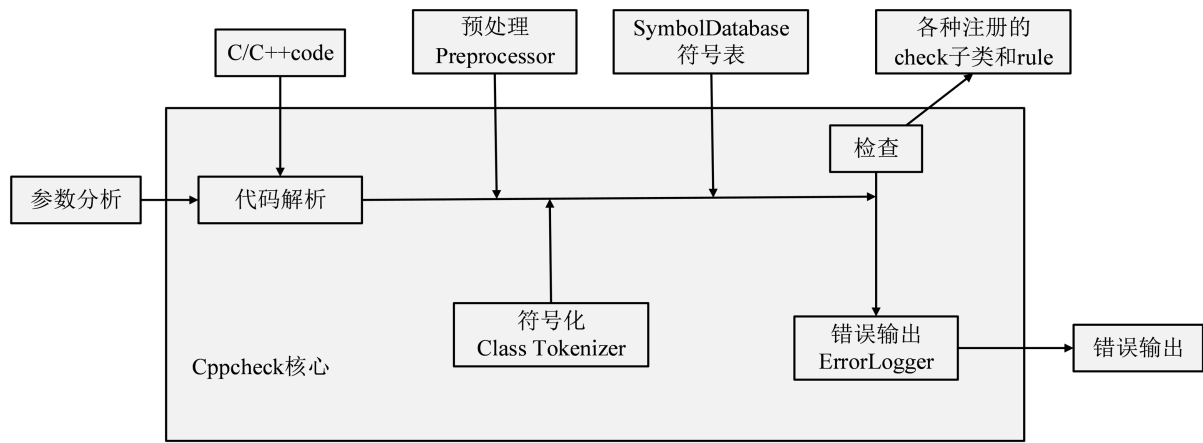 C/C++code
预处理
Preprocessor
SymbolDatabase
符号表
各种注册的
check子类和rule
检查
参数分析
代码解析
符号化
Class Tokenizer
错误输出
ErrorLogger
错误输出
Cppcheck核心